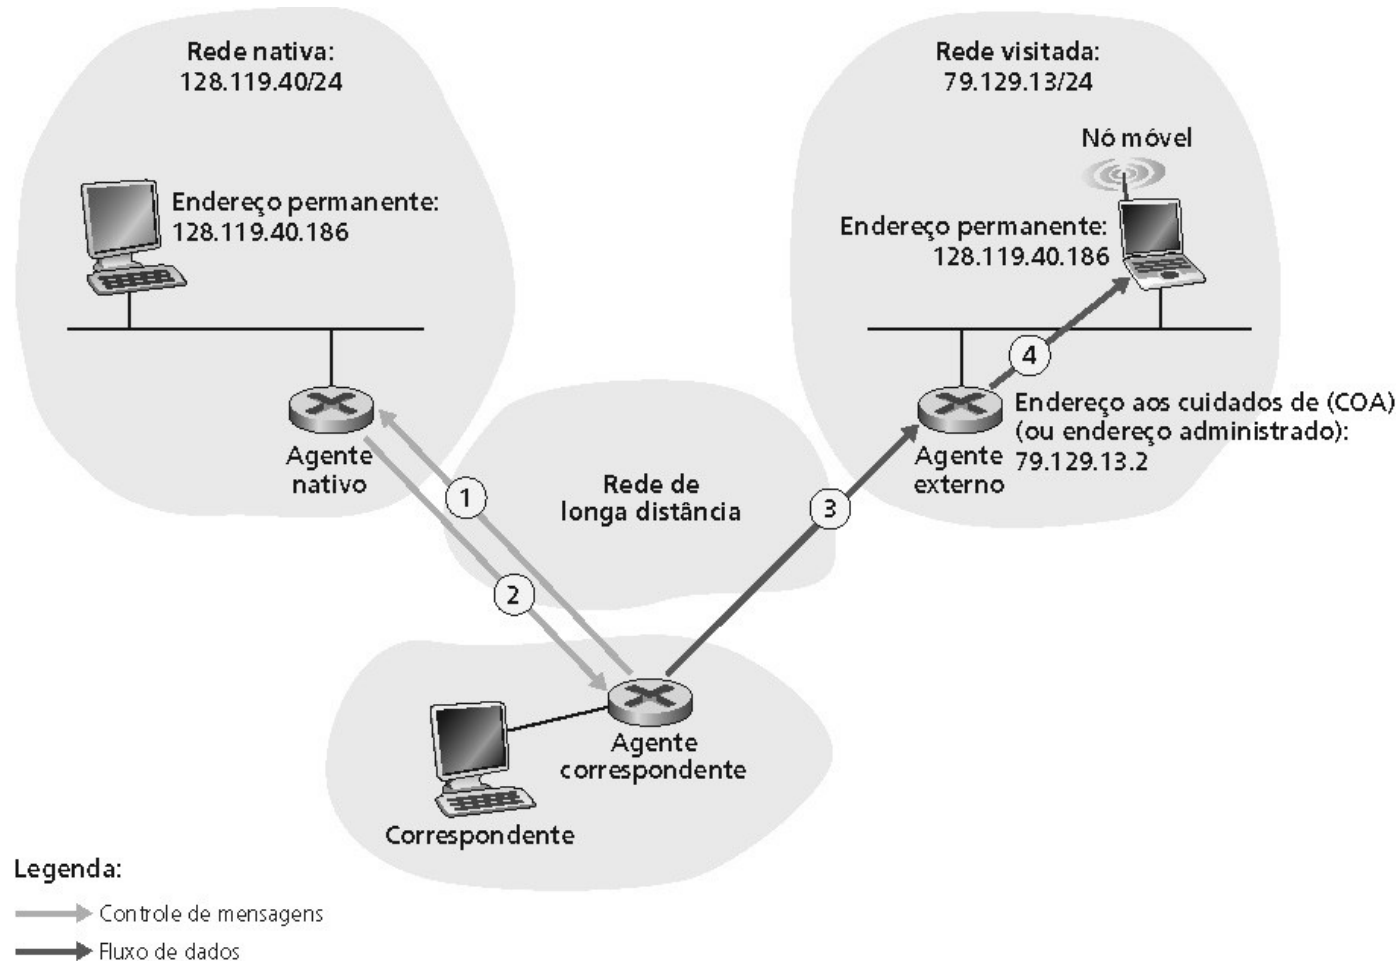 Rede nativa:
128.119.40/24
Endereço permanente:
128.119.40.186
Agente
nativo
Rede visitada:
79.129.13/24
Nó móvel
Endereço permanente:
128.119.40.186
4
Endereço aos cuidados de (COA)
(ou endereço administrado):
79.129.13.2
Agente
externo
Rede de
longa distância
1
2
3
Agente
correspondente
Correspondente
Legenda:
Controle de mensagens
Fluxo de dados